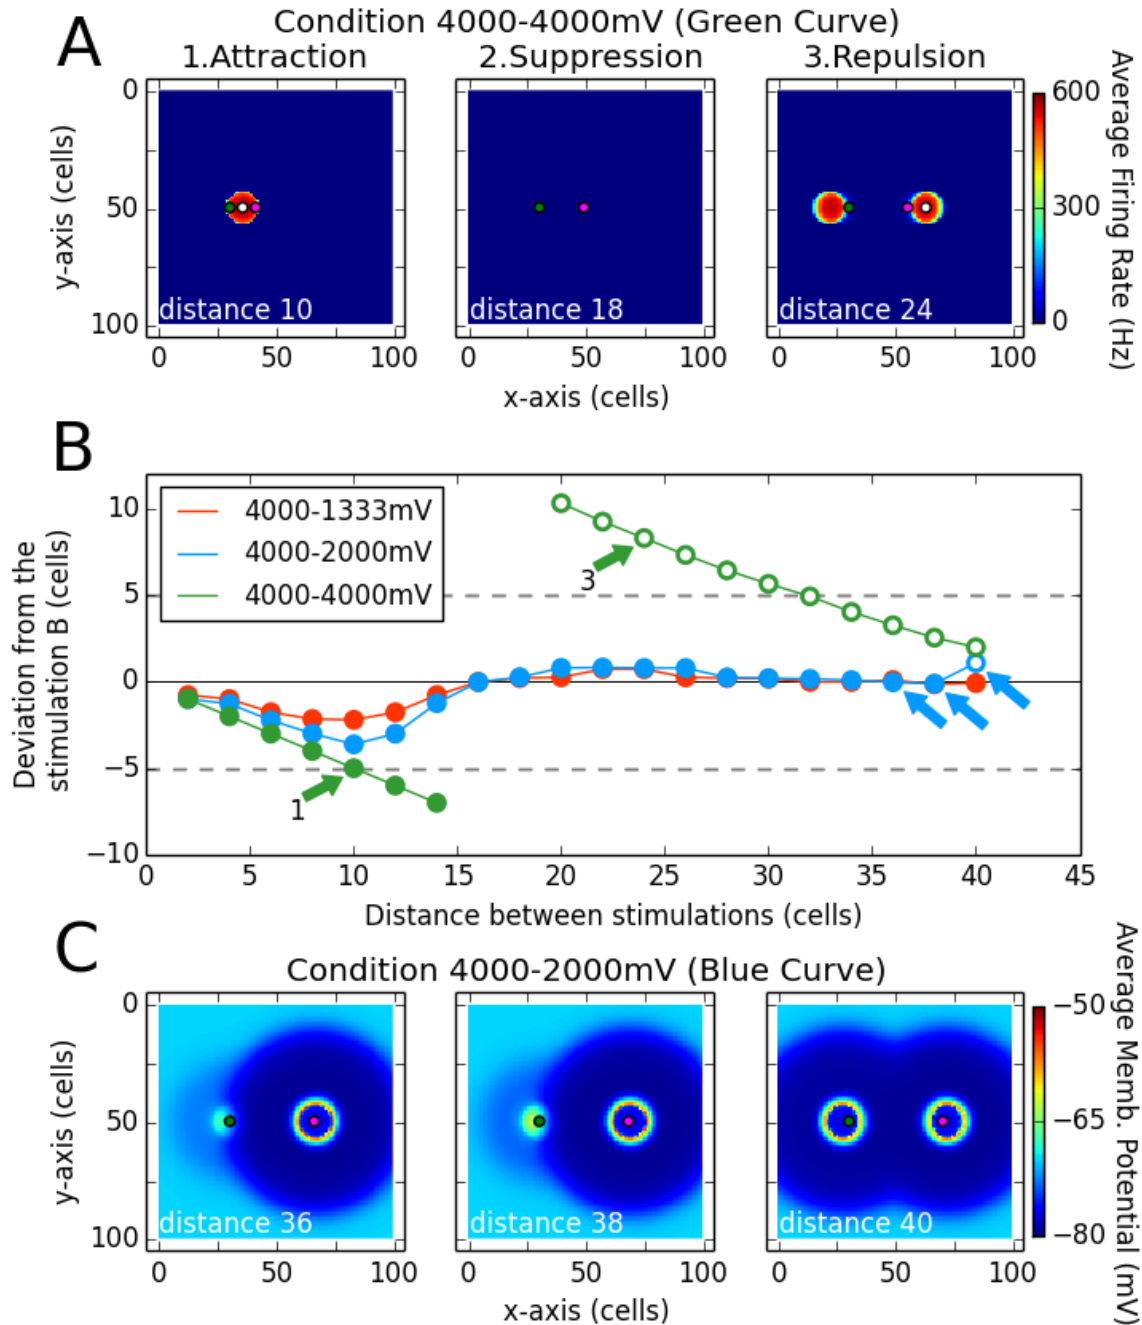 A
Condition 4000-4000mV (Green Curve)
1.Attraction
2.Suppression
3.Repulsion
0
50
100
y-axis (cells)
distance 10
distance 18
distance 24
0
50
100
0
50
100
0
50
100
x-axis (cells)
600
300
0
Average Firing Rate (Hz)
B
10
5
0
−5
−10
Deviation from the
stimulation B (cells)
4000-1333mV
4000-2000mV
4000-4000mV
3
1
0
5
10
15
20
25
30
35
40
45
Distance between stimulations (cells)
C
Condition 4000-2000mV (Blue Curve)
0
50
100
y-axis (cells)
distance 36
distance 38
distance 40
0
50
100
0
50
100
0
50
100
x-axis (cells)
−50
−65
−80
Average Memb. Potential (mV)